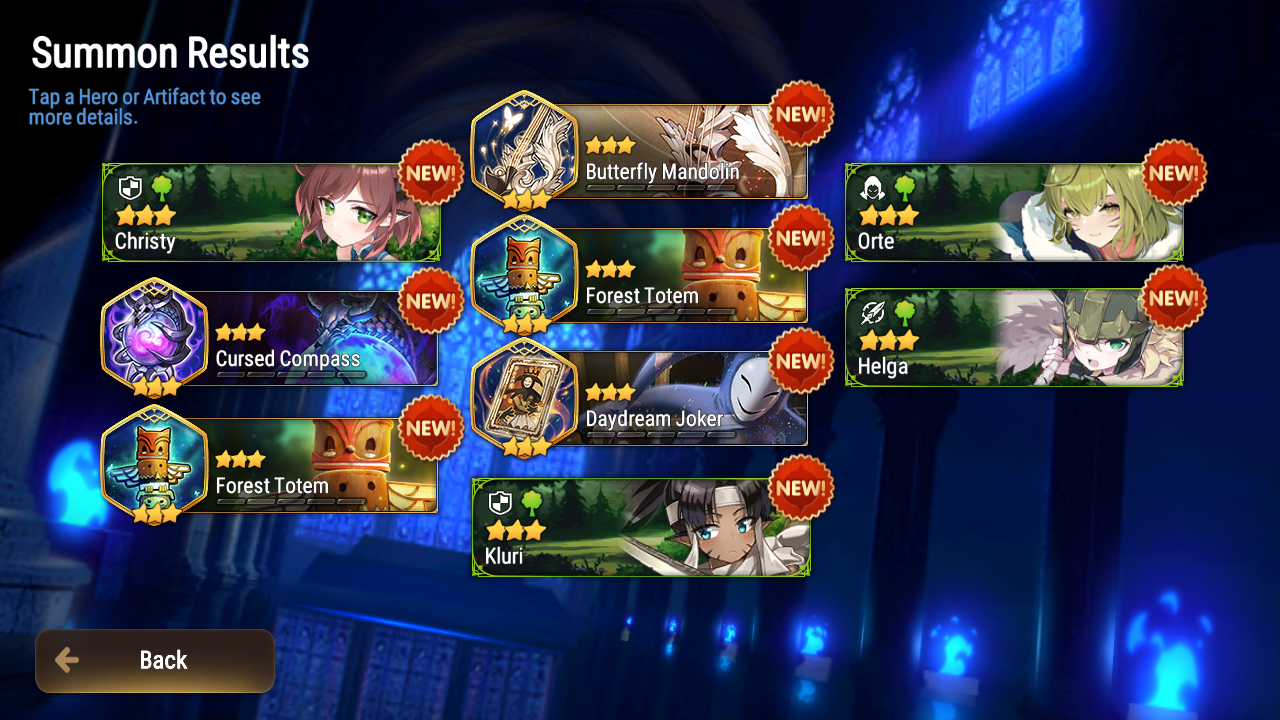 Summon Results
Tap a Hero or Artifact to see
more details.
NEW!
Christy
NEW!
Cursed Compass
NEW!
Forest Totem
NEW!
Butterfly Mandolin
NEW!
Forest Totem
NEW!
Daydream Joker
NEW!
Kluri
NEW!
Orte
NEW!
Helga
Back